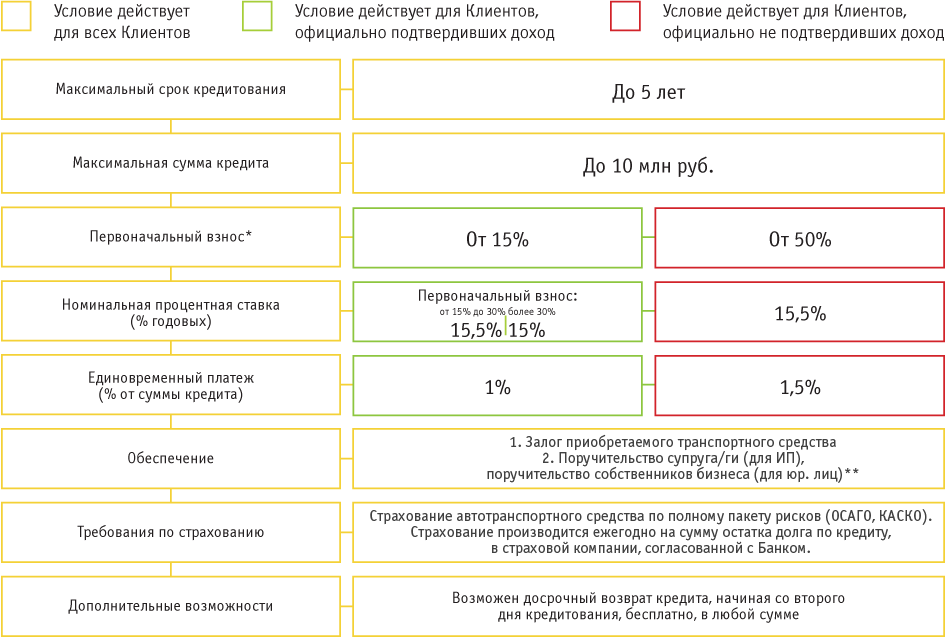 Условие действует
для всех Клиентов
Условие действует для Клиентов,
официально подтвердивших доход
Условие действует для Клиентов,
официально не подтвердивших доход
Максимальный срок кредитования
До 5 лет
Максимальная сумма кредита
До 10 млн руб.
Первоначальный взнос*
От 15%
От 50%
Номинальная процентная ставка
(% годовых)
Первоначальный взнос:
от 15% до 30% более 30%
15,5% 15%
15,5%
Единовременный платеж
(% от суммы кредита)
1%
1,5%
Обеспечение
1. Залог приобретаемого транспортного средства
2. Поручительство супруга/ги (для ИП),
поручительство собственников бизнеса (для юр. лиц)**
Требования по страхованию
Страхование автотранспортного средства по полному пакету рисков (ОСАГО, КАСКО).
Страхование производится ежегодно на сумму остатка долга по кредиту,
в страховой компании, согласованной с Банком.
Дополнительные возможности
Возможен досрочный возврат кредита, начиная со второго
дня кредитования, бесплатно, в любой сумме